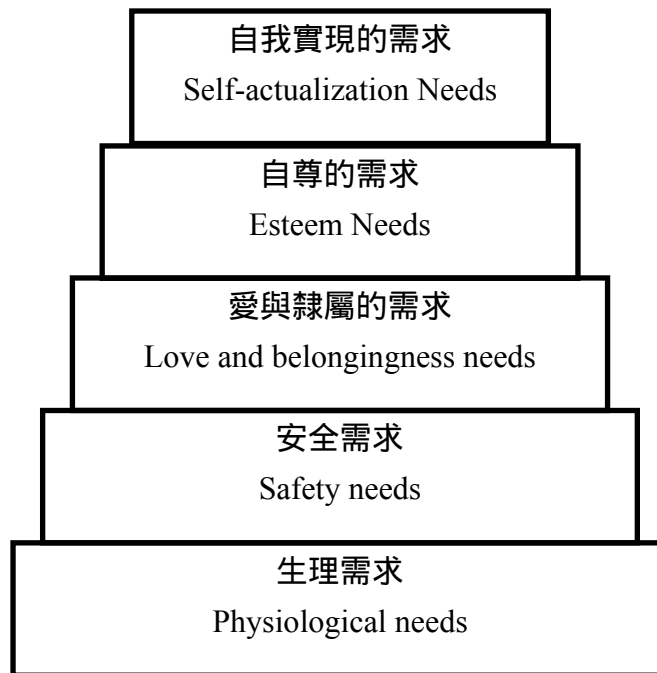 自我實現的需求
Self-actualization Needs
自尊的需求
Esteem Needs
愛與隸屬的需求
Love and belongingness needs
安全需求
Safety needs
生理需求
Physiological needs